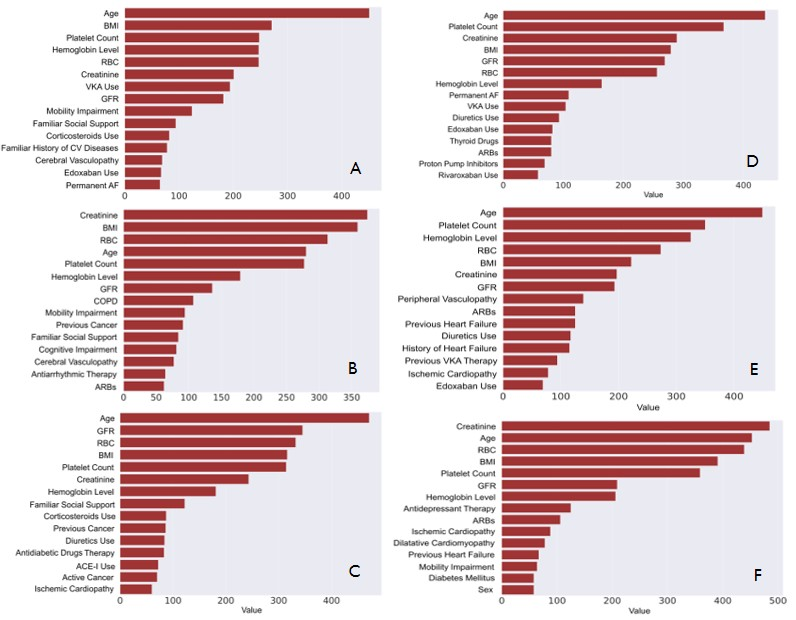 Age
BMI
Platelet Count
Hemoglobin Level
RBC
Creatinine
VKA Use
GFR
Mobility Impairment
Familiar Social Support
Corticosteroids Use
Familiar History of CV Diseases
Cerebral Vasculopathy
Edoxaban Use
Permanent AF
A
0 100 200 300 400
Creatinine
BMI
RBC
Age
Platelet Count
Hemoglobin Level
GFR
COPD
Mobility Impairment
Previous Cancer
Familiar Social Support
Cognitive Impairment
Cerebral Vasculopathy
Antiarrhythmic Therapy
ARBs
B
0 50 100 150 200 250 300 350
Age
GFR
RBC
BMI
Platelet Count
Creatinine
Hemoglobin Level
Familiar Social Support
Corticosteroids Use
Previous Cancer
Diuretics Use
Antidiabetic Drugs Therapy
ACE-I Use
Active Cancer
Ischemic Cardiopathy
C
0 100 200 300 400
Value
Age
Platelet Count
Creatinine
BMI
GFR
RBC
Hemoglobin Level
Permanent AF
VKA Use
Diuretics Use
Edoxaban Use
Thyroid Drugs
ARBs
Proton Pump Inhibitors
Rivaroxaban Use
D
0 100 200 300 400
Value
Age
Platelet Count
Hemoglobin Level
RBC
BMI
Creatinine
GFR
Peripheral Vasculopathy
ARBs
Previous Heart Failure
Diuretics Use
History of Heart Failure
Previous VKA Therapy
Ischemic Cardiopathy
Edoxaban Use
E
0 100 200 300 400
Value
Creatinine
Age
RBC
BMI
Platelet Count
GFR
Hemoglobin Level
Antidepressant Therapy
ARBs
Ischemic Cardiopathy
Dilatative Cardiomyopathy
Previous Heart Failure
Mobility Impairment
Diabetes Mellitus
Sex
F
0 100 200 300 400 500
Value